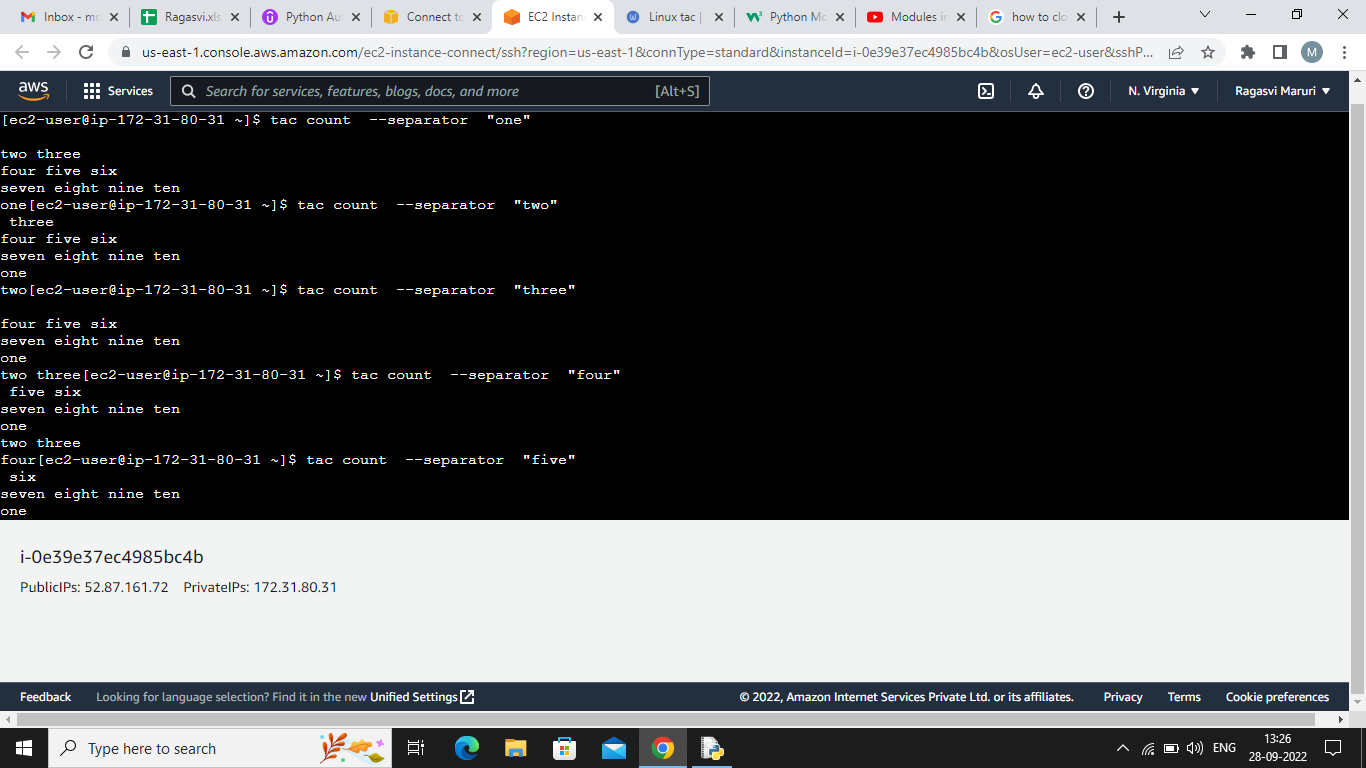 Inbox - mr
Ragasvi.xls
Python Au
Connect to
EC2 Instan
Linux tac |
Python Mo
Modules in
how to clo
us-east-1.console.aws.amazon.com/ec2-instance-connect/ssh?region=us-east-1&connType=standard&instanceId=i-0e39e37ec4985bc4b&osUser=ec2-user&sshP...
M
aws
Services
Search for services, features, blogs, docs, and more [Alt+S]
N. Virginia
Ragasvi Maruri
[ec2-user@ip-172-31-80-31 ~]$ tac count  --separator  "one"
two three
four five six
seven eight nine ten
one[ec2-user@ip-172-31-80-31 ~]$ tac count  --separator  "two"
 three
four five six
seven eight nine ten
one
two[ec2-user@ip-172-31-80-31 ~]$ tac count  --separator  "three"
four five six
seven eight nine ten
one
two three[ec2-user@ip-172-31-80-31 ~]$ tac count  --separator  "four"
 five six
seven eight nine ten
one
two three
four[ec2-user@ip-172-31-80-31 ~]$ tac count  --separator  "five"
 six
seven eight nine ten
one
i-0e39e37ec4985bc4b
PublicIPs: 52.87.161.72 PrivateIPs: 172.31.80.31
Feedback Looking for language selection? Find it in the new Unified Settings © 2022, Amazon Internet Services Private Ltd. or its affiliates. Privacy Terms Cookie preferences
Type here to search
ENG
13:26
28-09-2022